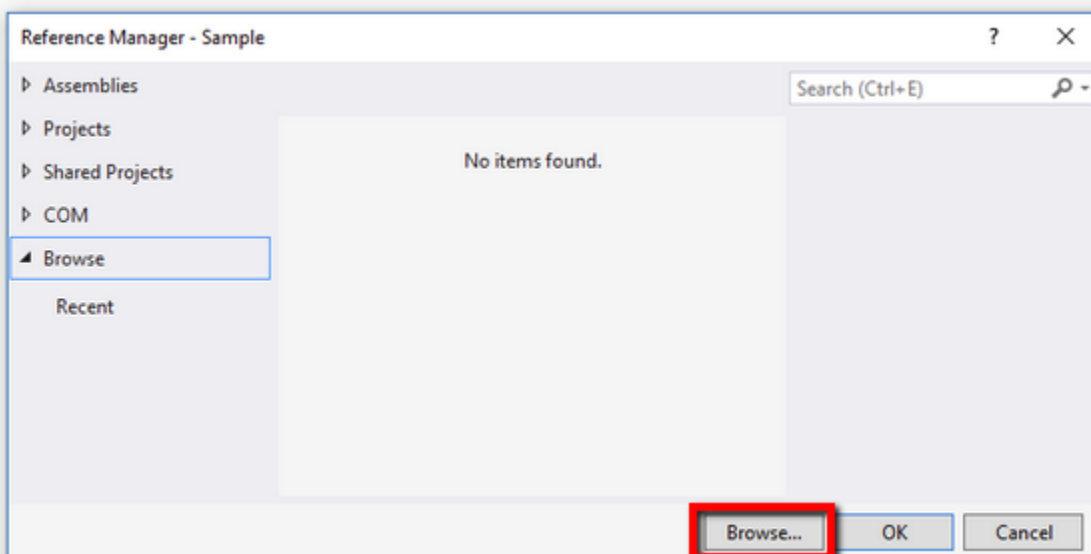 Reference Manager - Sample
?
Assemblies
Search (Ctrl+E)
Projects
No items found.
Shared Projects
COM
Browse
Recent
Browse...
OK
Cancel